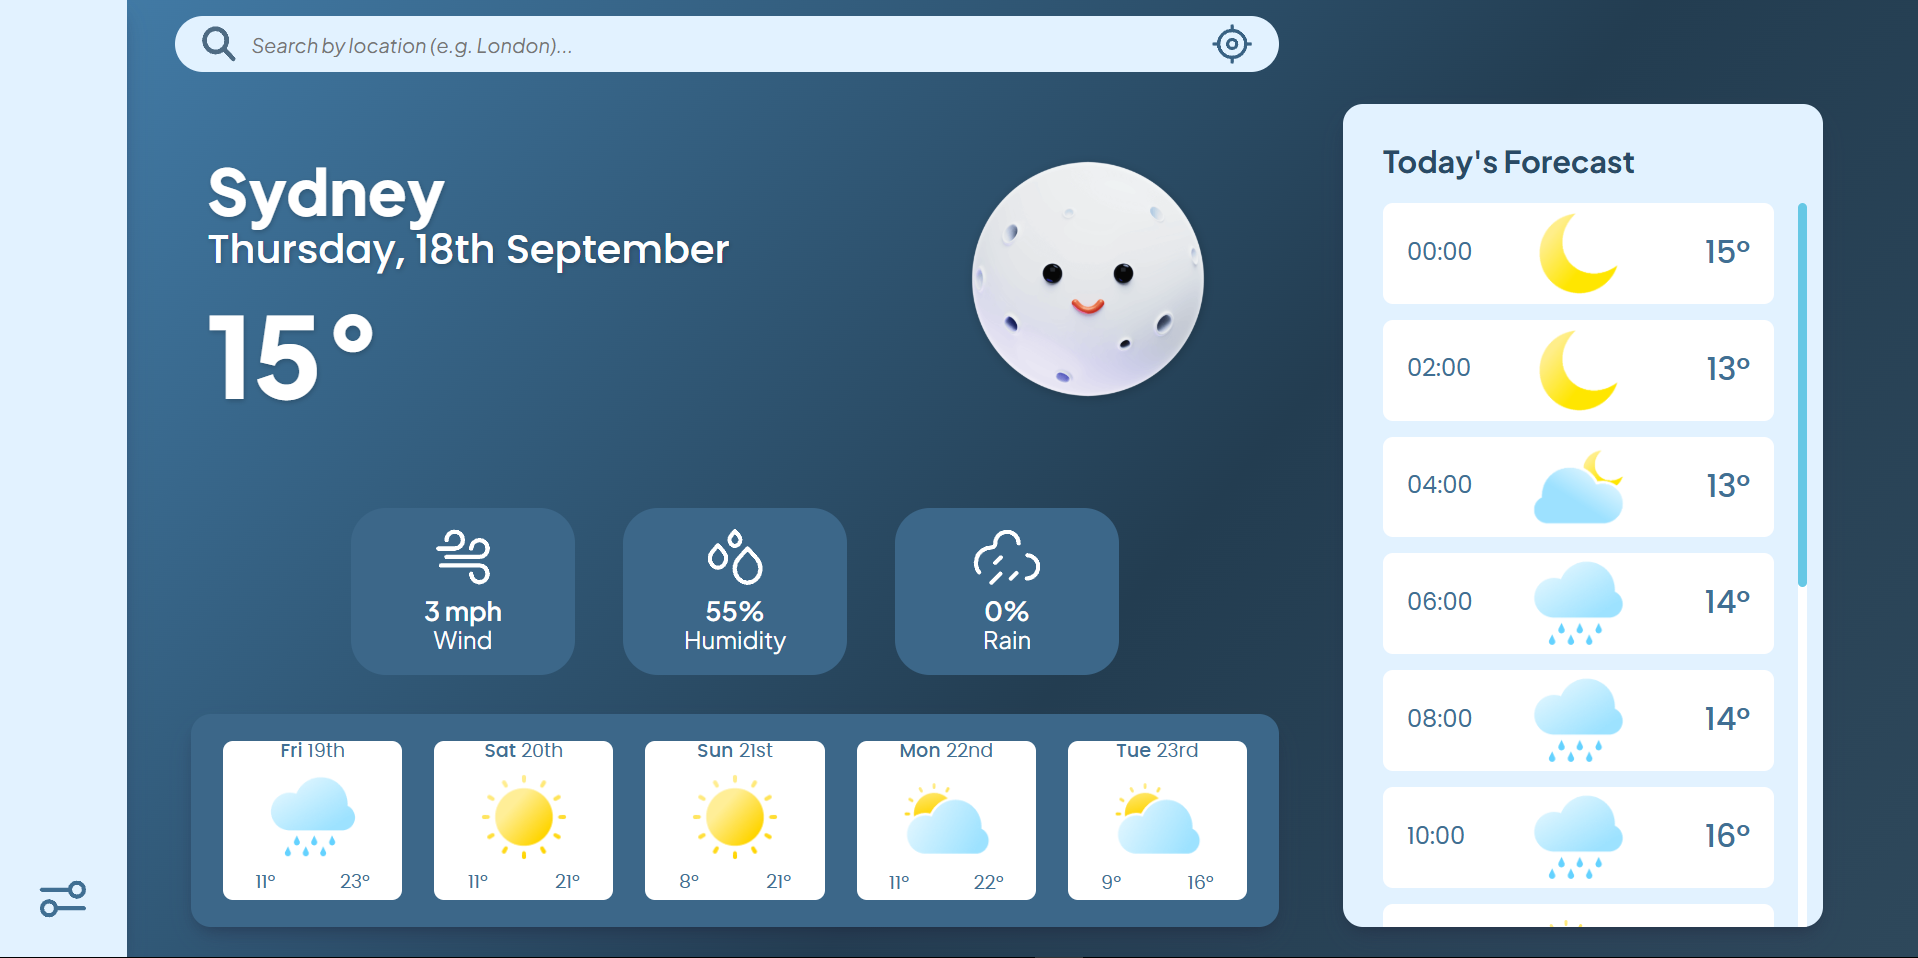 Search by location (e.g. London)...
Sydney
Thursday, 18th September
15°
3 mph
Wind
55%
Humidity
0%
Rain
Fri 19th
11° 23°
Sat 20th
11° 21°
Sun 21st
8° 21°
Mon 22nd
11° 22°
Tue 23rd
9° 16°
Today's Forecast
00:00 15°
02:00 13°
04:00 13°
06:00 14°
08:00 14°
10:00 16°